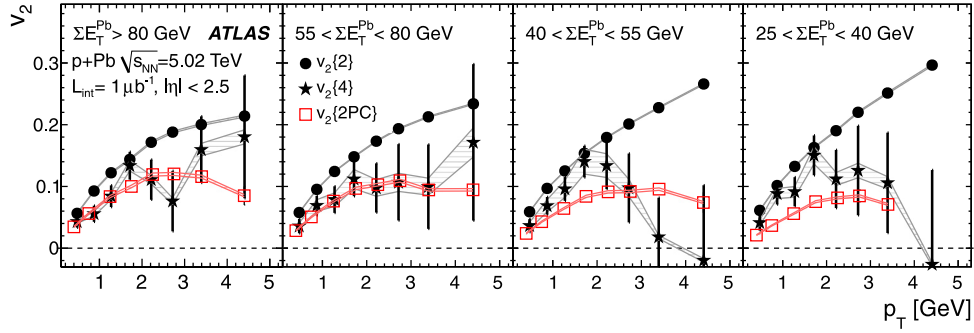 v₂
ΣE_T^Pb > 80 GeV ATLAS
p+Pb √s_NN=5.02 TeV
L_int = 1 μb⁻¹, |η| < 2.5
55 < ΣE_T^Pb < 80 GeV
v₂{2}
v₂{4}
v₂{2PC}
40 < ΣE_T^Pb < 55 GeV
25 < ΣE_T^Pb < 40 GeV
0.3
0.2
0.1
0
1 2 3 4 5 1 2 3 4 5 1 2 3 4 5 1 2 3 4 5
p_T [GeV]